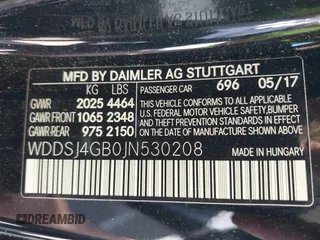 MFD BY DAIMLER AG STUTTGART
KG LBS
PASSENGER CAR 696 05/17
GVWR 2025 4464
GAWR FRONT 1065 2348
GAWR REAR 975 2150
THIS VEHICLE CONFORMS TO ALL APPLICABLE
FEDERAL MOTOR VEHICLE SAFETY, BUMPER,
AND THEFT PREVENTION STANDARDS IN EFFECT
ON THE DATE OF MANUFACTURE SHOWN ABOVE.
WDDSJ4GB0JN530208 MADE IN HUNGARY
DREAMBID